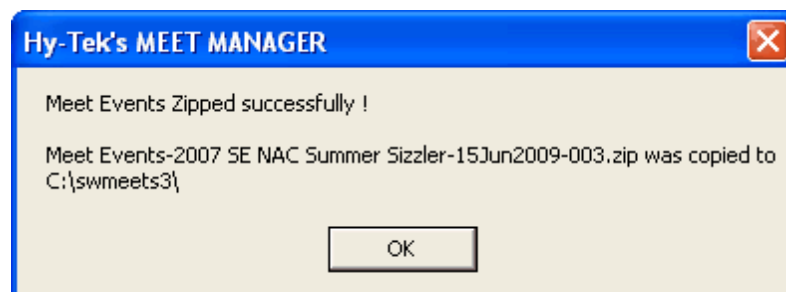 Hy-Tek's MEET MANAGER
Meet Events Zipped successfully !
Meet Events-2007 SE NAC Summer Sizzler-15Jun2009-003.zip was copied to
C:\swmeets3\
OK